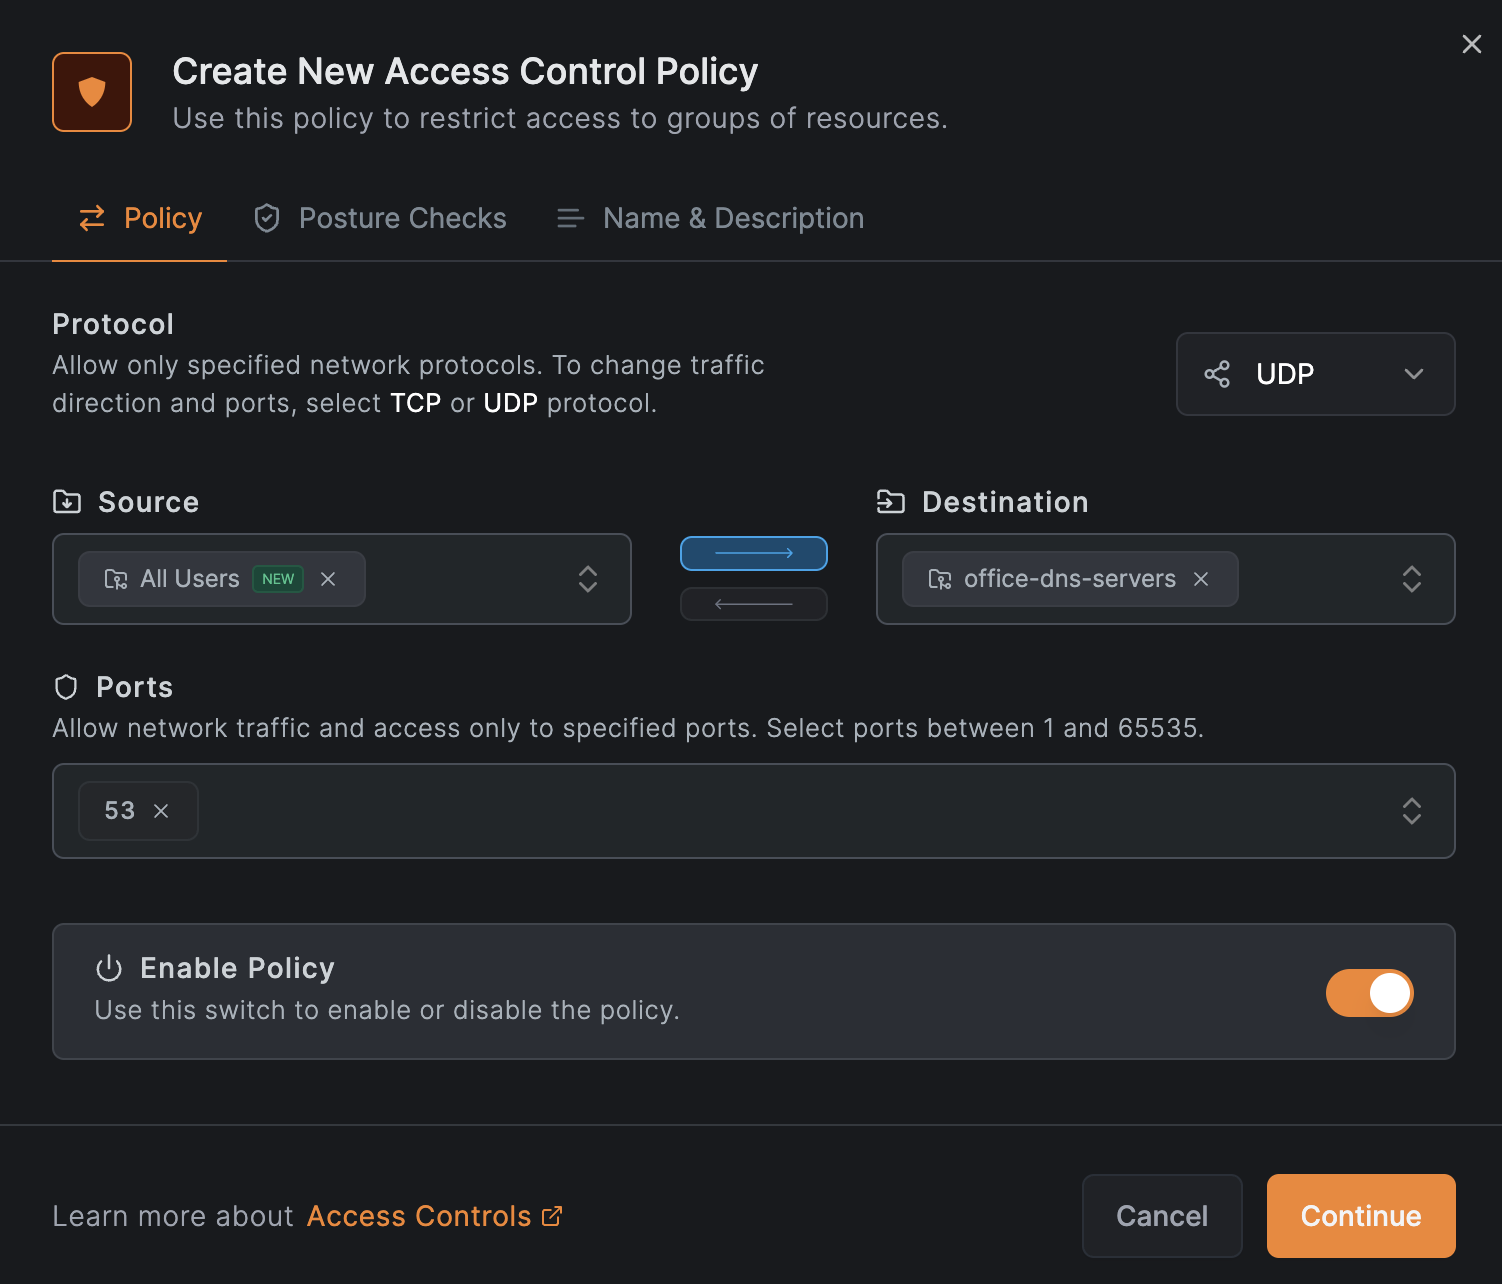 Create New Access Control Policy
Use this policy to restrict access to groups of resources.
Policy
Posture Checks
Name & Description
Protocol
Allow only specified network protocols. To change traffic
direction and ports, select TCP or UDP protocol.
UDP
Source
Destination
All Users NEW
office-dns-servers
Ports
Allow network traffic and access only to specified ports. Select ports between 1 and 65535.
53
Enable Policy
Use this switch to enable or disable the policy.
Learn more about Access Controls
Cancel
Continue